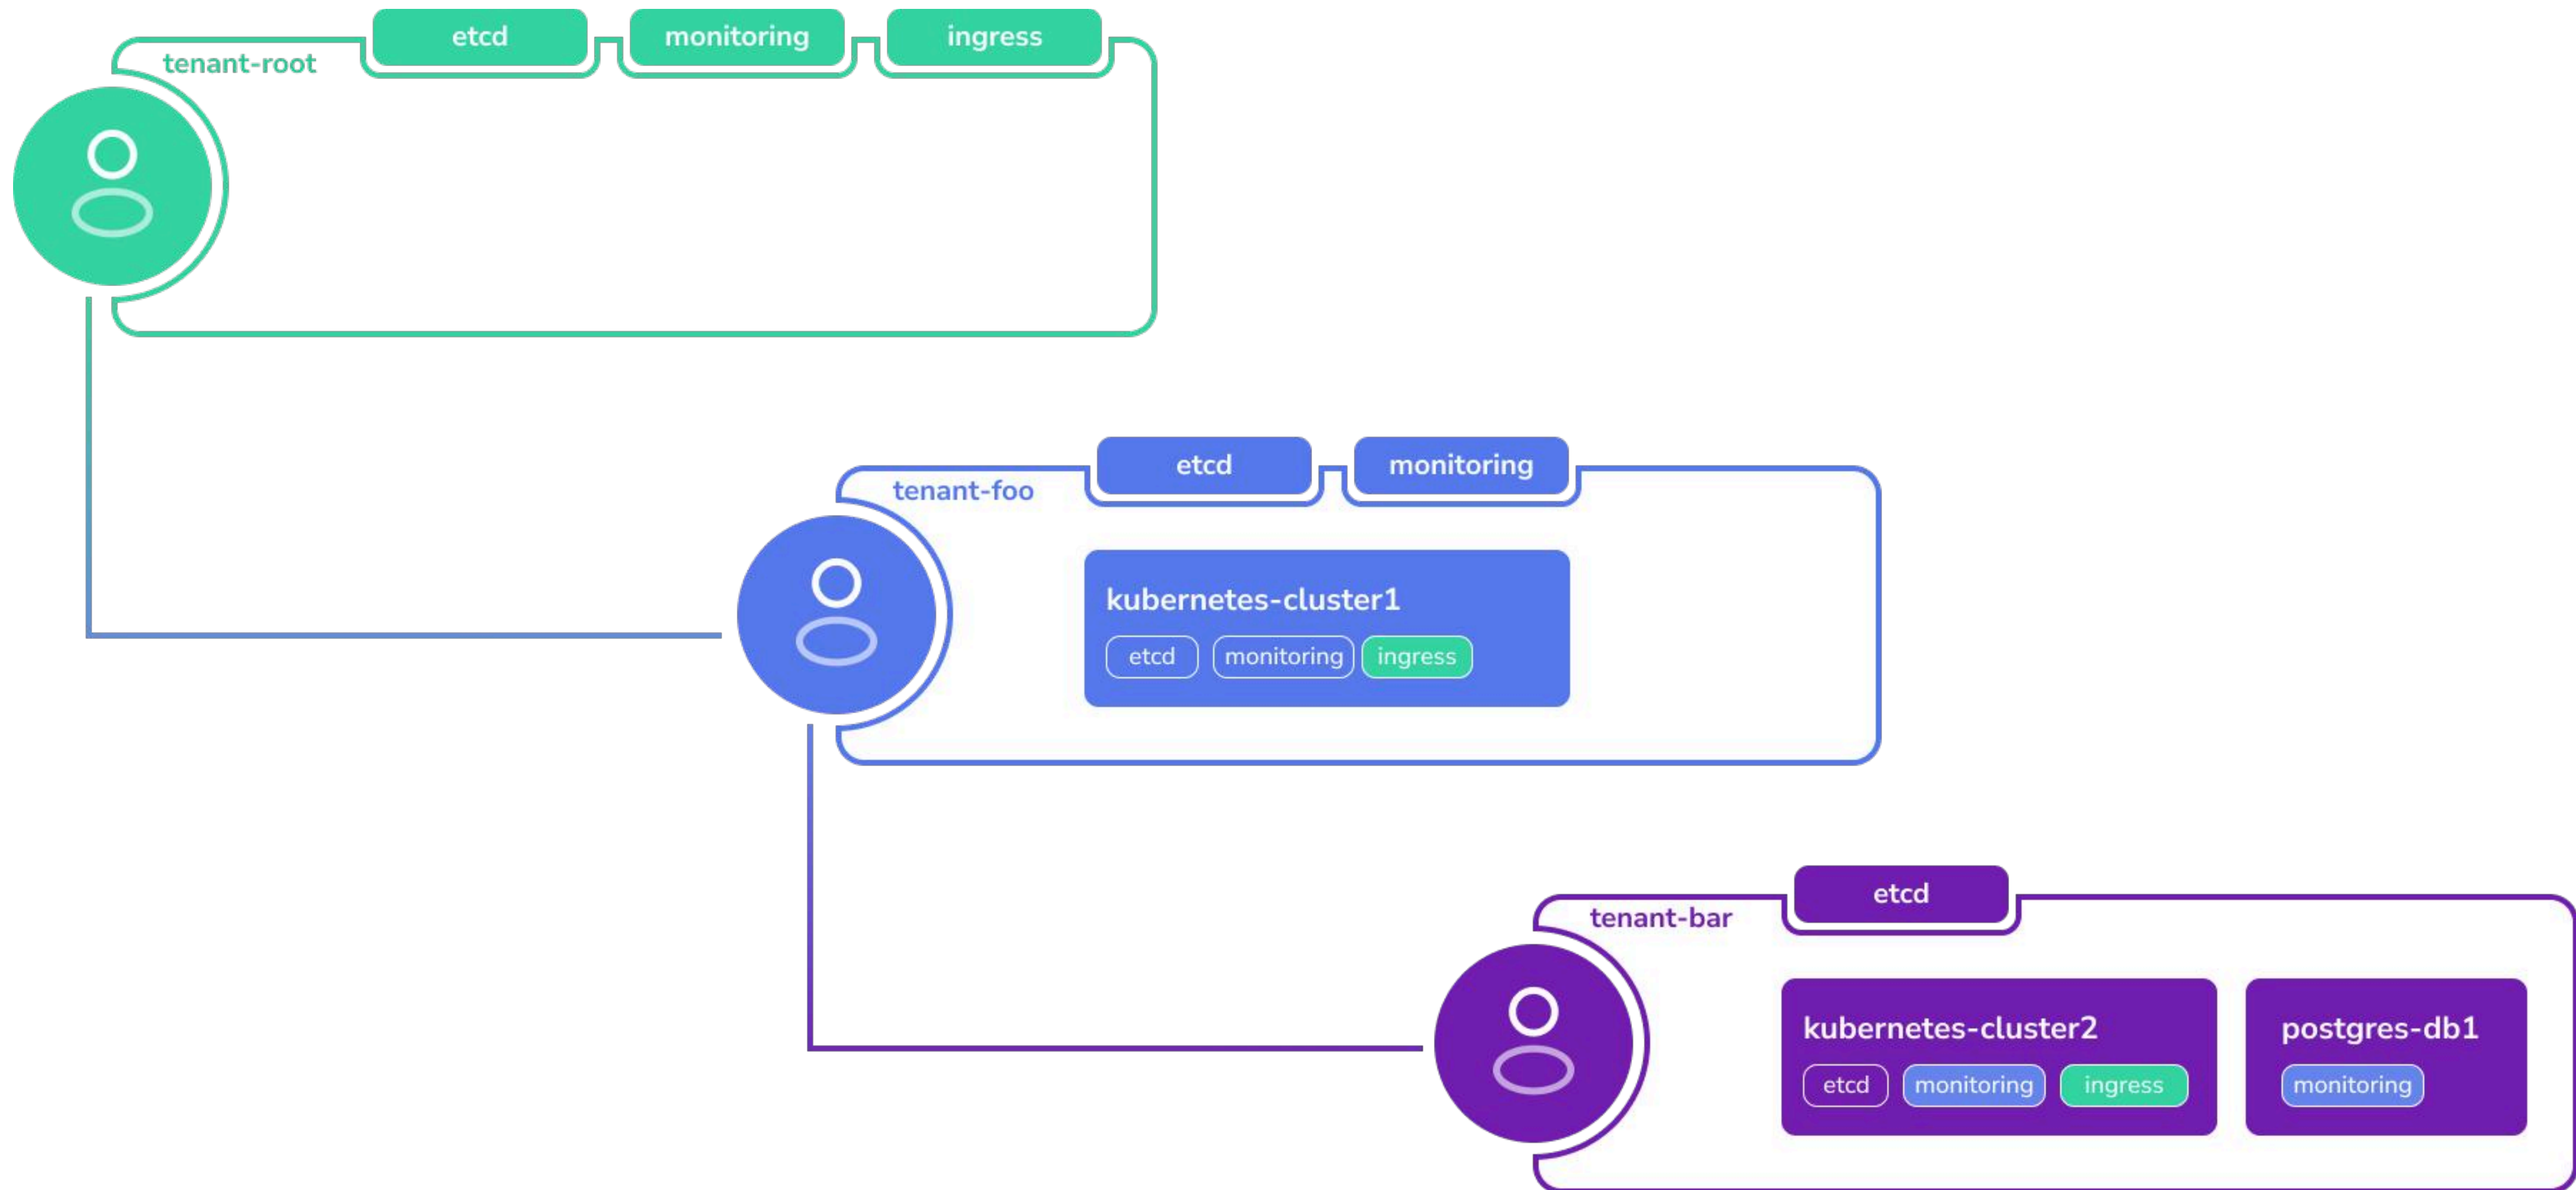 etcd monitoring ingress
tenant-root
etcd monitoring
tenant-foo
kubernetes-cluster1
etcd monitoring ingress
etcd
tenant-bar
kubernetes-cluster2
etcd monitoring ingress
postgres-db1
monitoring